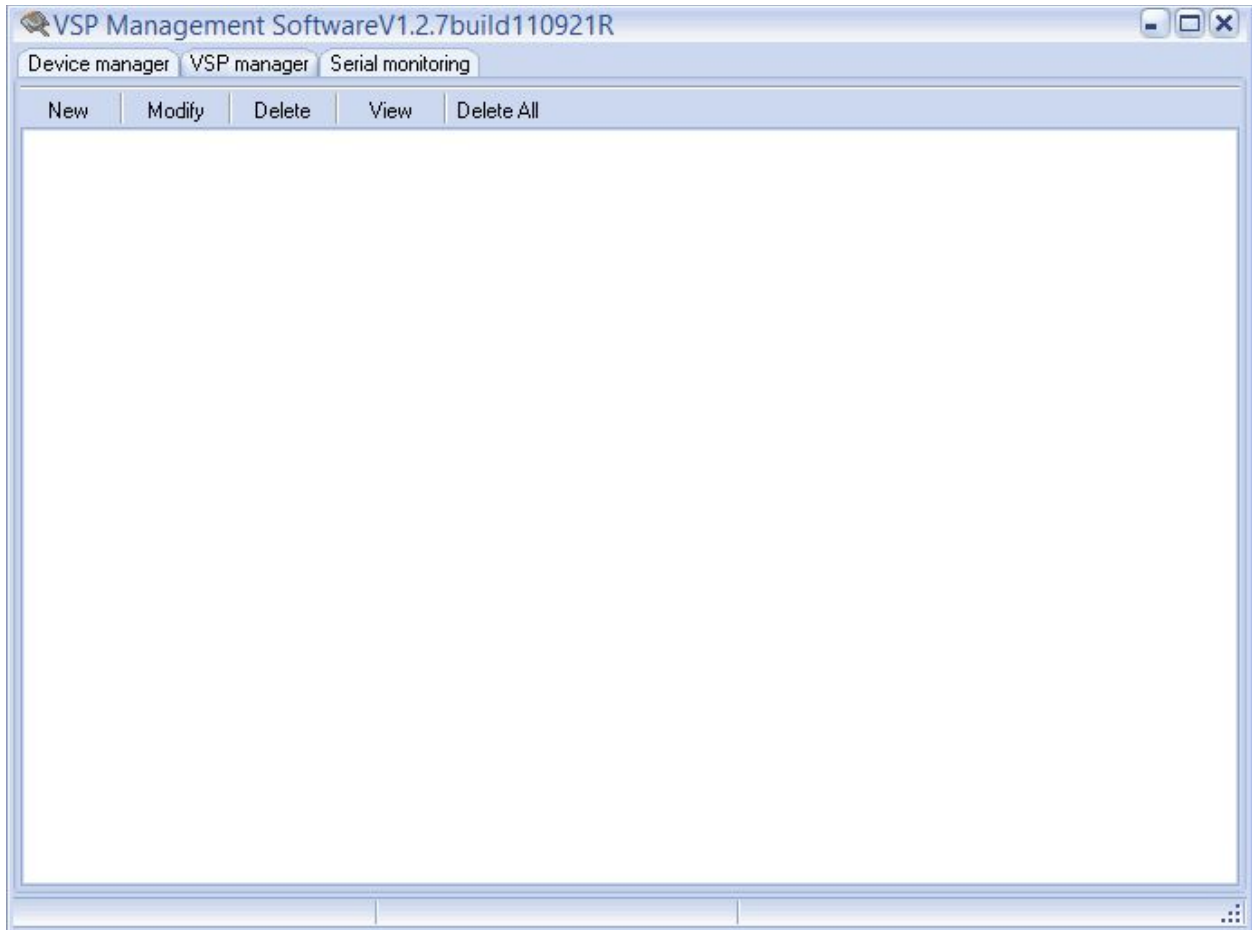 VSP Management SoftwareV1.2.7build110921R
Device manager VSP manager Serial monitoring
New Modify Delete View Delete All